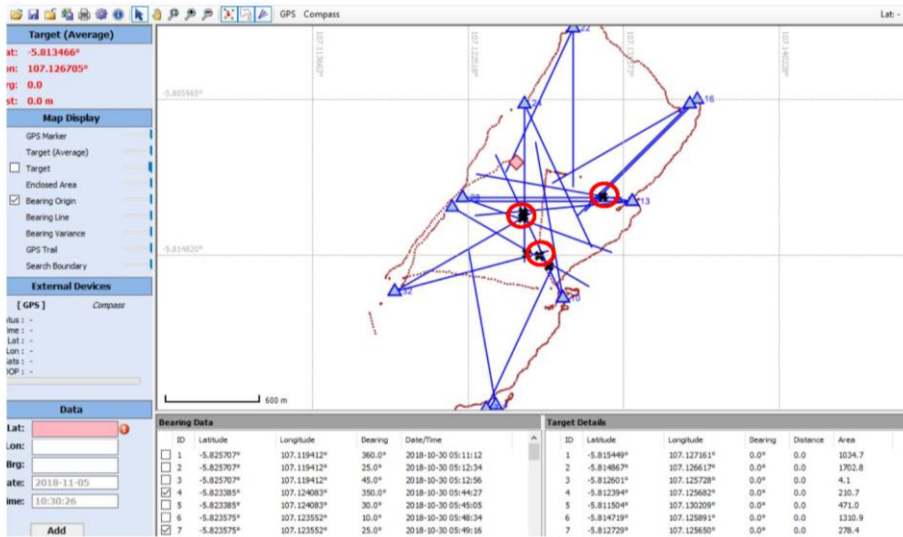 GPS Compass
Lat: -
Target (Average)
at: -5.813466°
on: 107.126705°
rg: 0.0
st: 0.0 m
Map Display
GPS Marker
Target (Average)
Target
Enclosed Area
Bearing Origin
Bearing Line
Bearing Variance
GPS Trail
Search Boundary
External Devices
[ GPS ] Compass
atus : -
ime : -
Lat : -
Lon : -
Sats : -
DOP : -
Data
Lat:
Lon:
Brg:
ate: 2018-11-05
ime: 10:30:26
Add
-5.805965°
-5.814820°
22
16
13
10
600 m
Bearing Data
ID Latitude Longitude Bearing Date/Time
1 -5.825707° 107.119412° 360.0° 2018-10-30 05:11:12
2 -5.825707° 107.119412° 25.0° 2018-10-30 05:12:34
3 -5.825707° 107.119412° 45.0° 2018-10-30 05:12:56
4 -5.823385° 107.124083° 350.0° 2018-10-30 05:44:27
5 -5.823385° 107.124083° 30.0° 2018-10-30 05:45:05
6 -5.823575° 107.123552° 10.0° 2018-10-30 05:48:34
7 -5.823575° 107.123552° 25.0° 2018-10-30 05:49:16
Target Details
ID Latitude Longitude Bearing Distance Area
1 -5.815449° 107.127161° 0.0° 0.0 1034.7
2 -5.814867° 107.126617° 0.0° 0.0 1702.8
3 -5.812601° 107.125728° 0.0° 0.0 4.1
4 -5.812394° 107.125682° 0.0° 0.0 210.7
5 -5.811504° 107.130209° 0.0° 0.0 471.0
6 -5.814719° 107.125891° 0.0° 0.0 1310.9
7 -5.812729° 107.125650° 0.0° 0.0 278.4